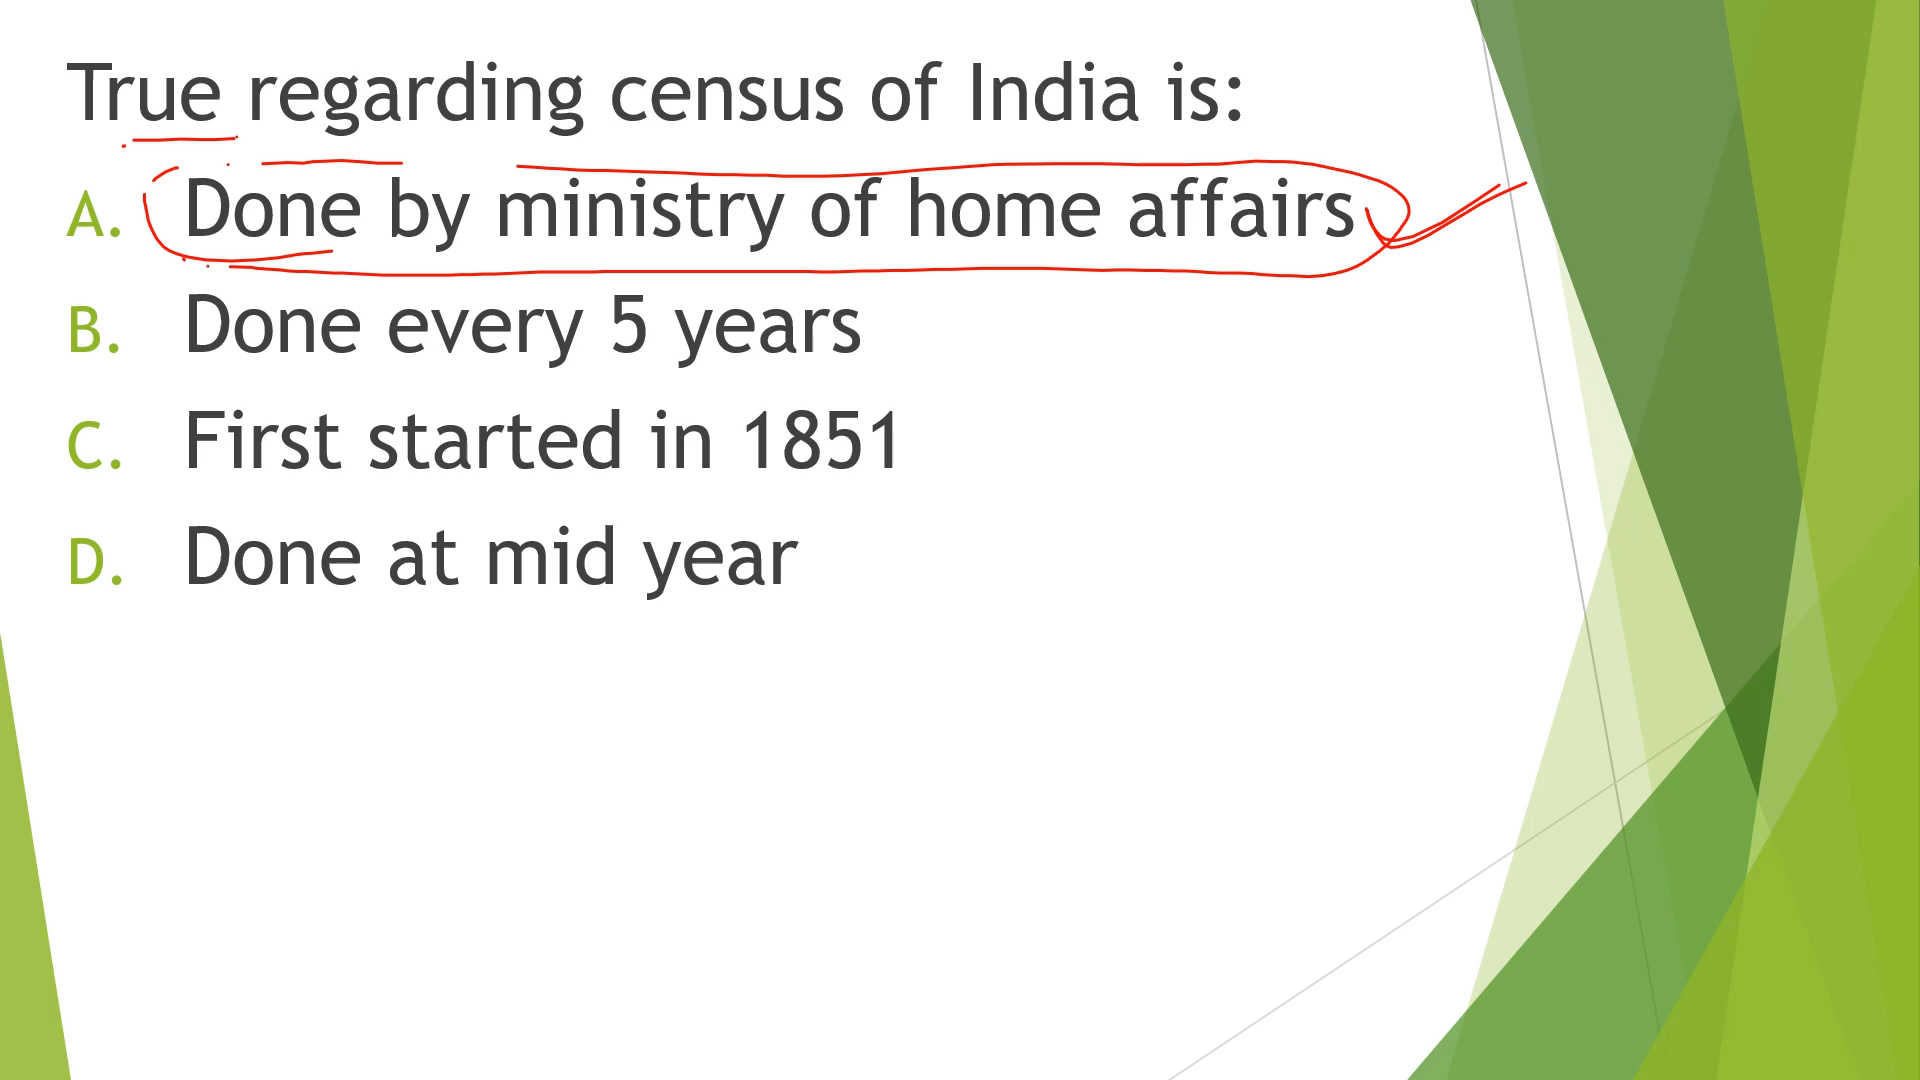 True regarding census of India is:
A. Done by ministry of home affairs
B. Done every 5 years
C. First started in 1851
D. Done at mid year